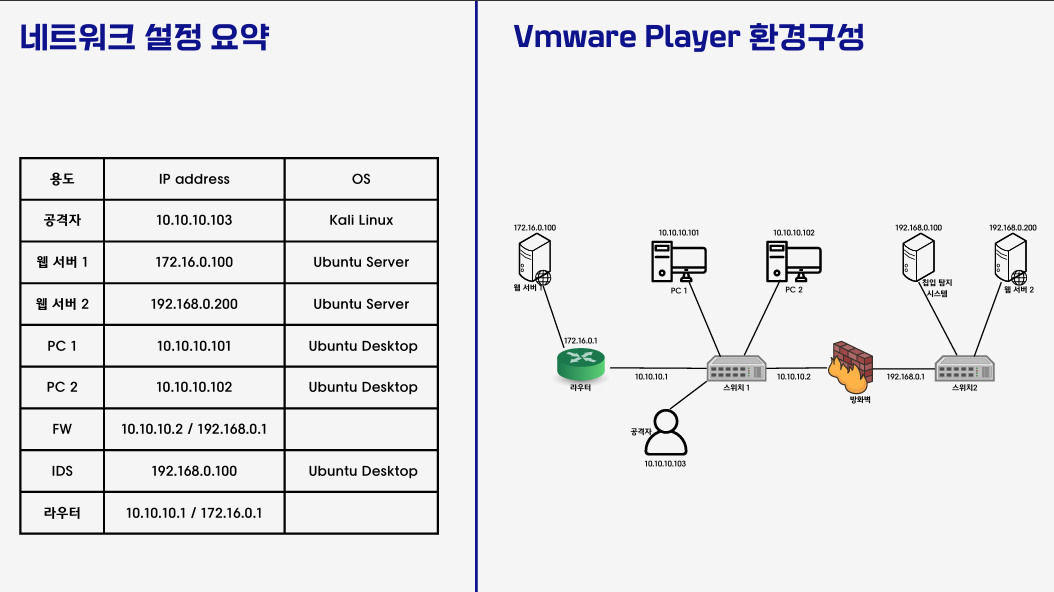 네트워크 설정 요약
용도 IP address OS
공격자 10.10.10.103 Kali Linux
웹 서버 1 172.16.0.100 Ubuntu Server
웹 서버 2 192.168.0.200 Ubuntu Server
PC 1 10.10.10.101 Ubuntu Desktop
PC 2 10.10.10.102 Ubuntu Desktop
FW 10.10.10.2 / 192.168.0.1
IDS 192.168.0.100 Ubuntu Desktop
라우터 10.10.10.1 / 172.16.0.1
Vmware Player 환경구성
172.16.0.100
웹 서버 1
10.10.10.101
PC 1
10.10.10.102
PC 2
192.168.0.100
침입 탐지
시스템
192.168.0.200
웹 서버 2
172.16.0.1
라우터
10.10.10.1
스위치 1
10.10.10.2
방화벽
192.168.0.1
스위치2
공격자
10.10.10.103